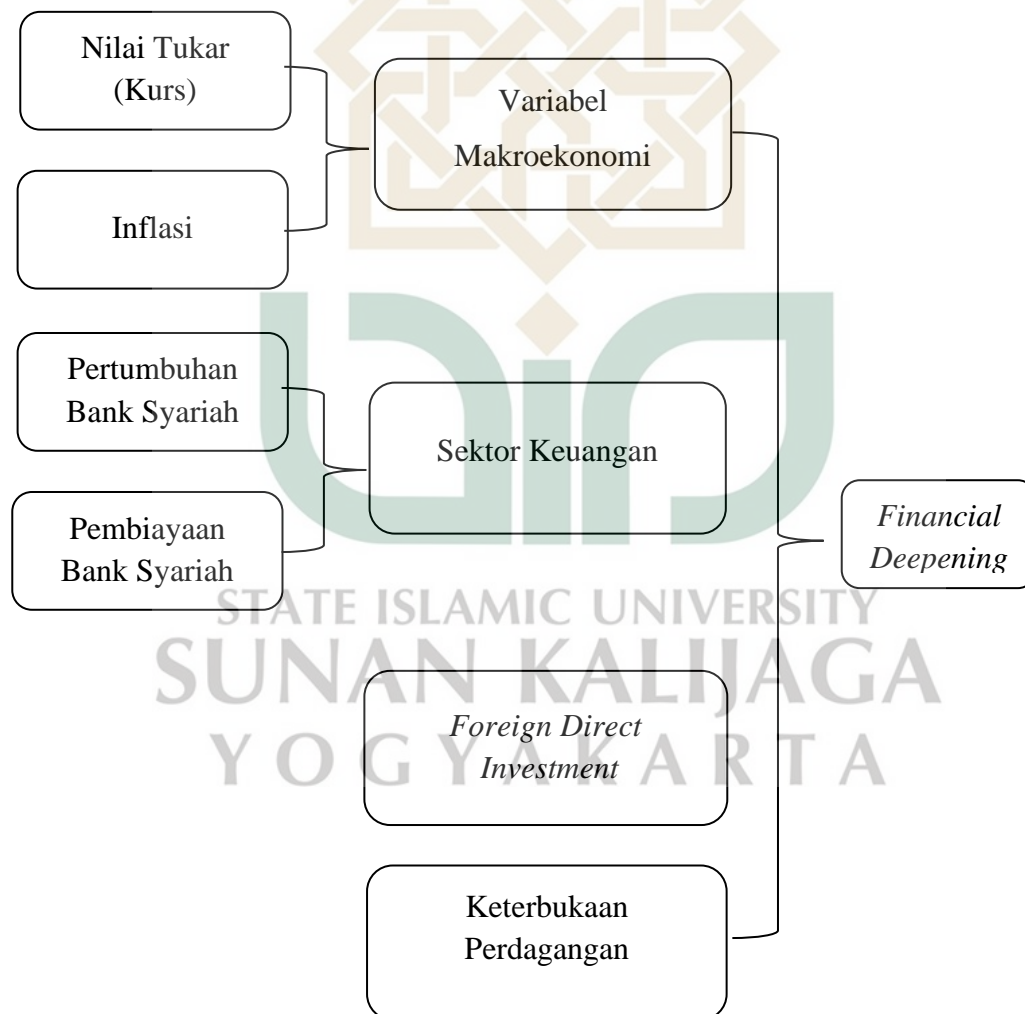 Nilai Tukar
(Kurs)
Variabel
Makroekonomi
Inflasi
Pertumbuhan
Bank Syariah
Sektor Keuangan
Pembiayaan
Bank Syariah
Financial
Deepening
STATE ISLAMIC UNIVERSITY
SUNAN KALIJAGA
YOGYAKARTA
Foreign Direct
Investment
Keterbukaan
Perdagangan